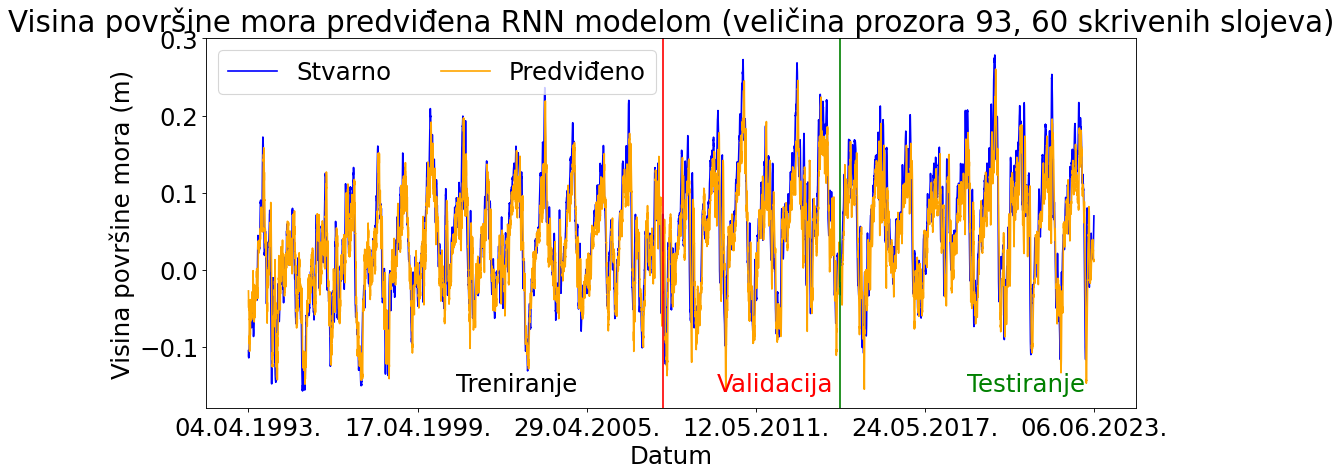 Visina površine mora predviđena RNN modelom (veličina prozora 93, 60 skrivenih slojeva)
Stvarno
Predviđeno
Visina površine mora (m)
0.3
0.2
0.1
0.0
−0.1
Treniranje
Validacija
Testiranje
04.04.1993.
17.04.1999.
29.04.2005.
12.05.2011.
24.05.2017.
06.06.2023.
Datum